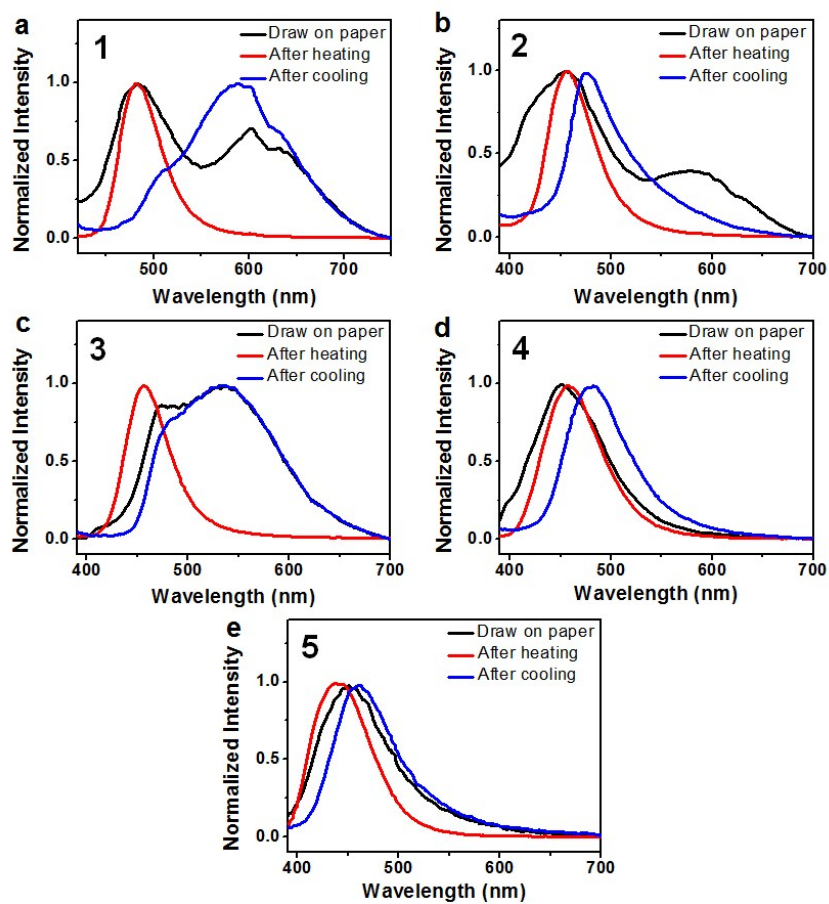 a
1
Draw on paper
After heating
After cooling
Normalized Intensity
1.0
0.5
0.0
500
600
700
Wavelength (nm)
b
2
Draw on paper
After heating
After cooling
Normalized Intensity
1.0
0.5
0.0
400
500
600
700
Wavelength (nm)
c
3
Draw on paper
After heating
After cooling
Normalized Intensity
1.0
0.5
0.0
400
500
600
700
Wavelength (nm)
d
4
Draw on paper
After heating
After cooling
Normalized Intensity
1.0
0.5
0.0
400
500
600
700
Wavelength (nm)
e
5
Draw on paper
After heating
After cooling
Normalized Intensity
1.0
0.5
0.0
400
500
600
700
Wavelength (nm)